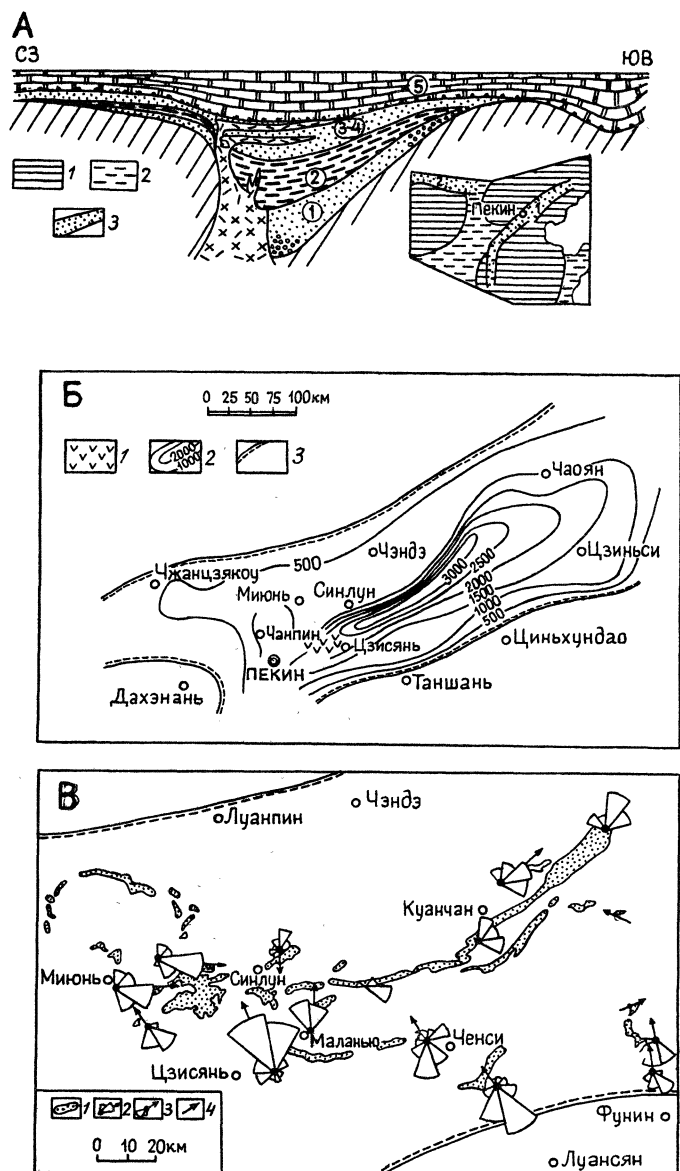 А
СЗ
ЮВ
5
3-4
2
1
1
2
3
Пекин
Б
0 25 50 75 100 км
1
2000
1000
2
3
Чаоян
Чэндэ
500
Чжанцзякоу
Цзиньси
3000
2500
2000
1500
1000
500
Миюнь
Синлун
Чанпин
Цзисянь
Циньхундао
ПЕКИН
Таншань
Дахэнань
В
Чэндэ
Луанпин
Куанчан
Миюнь
Синлун
Маланью
Ченси
Цзисянь
1
2
3
4
0 10 20км
Фунин
Луансян